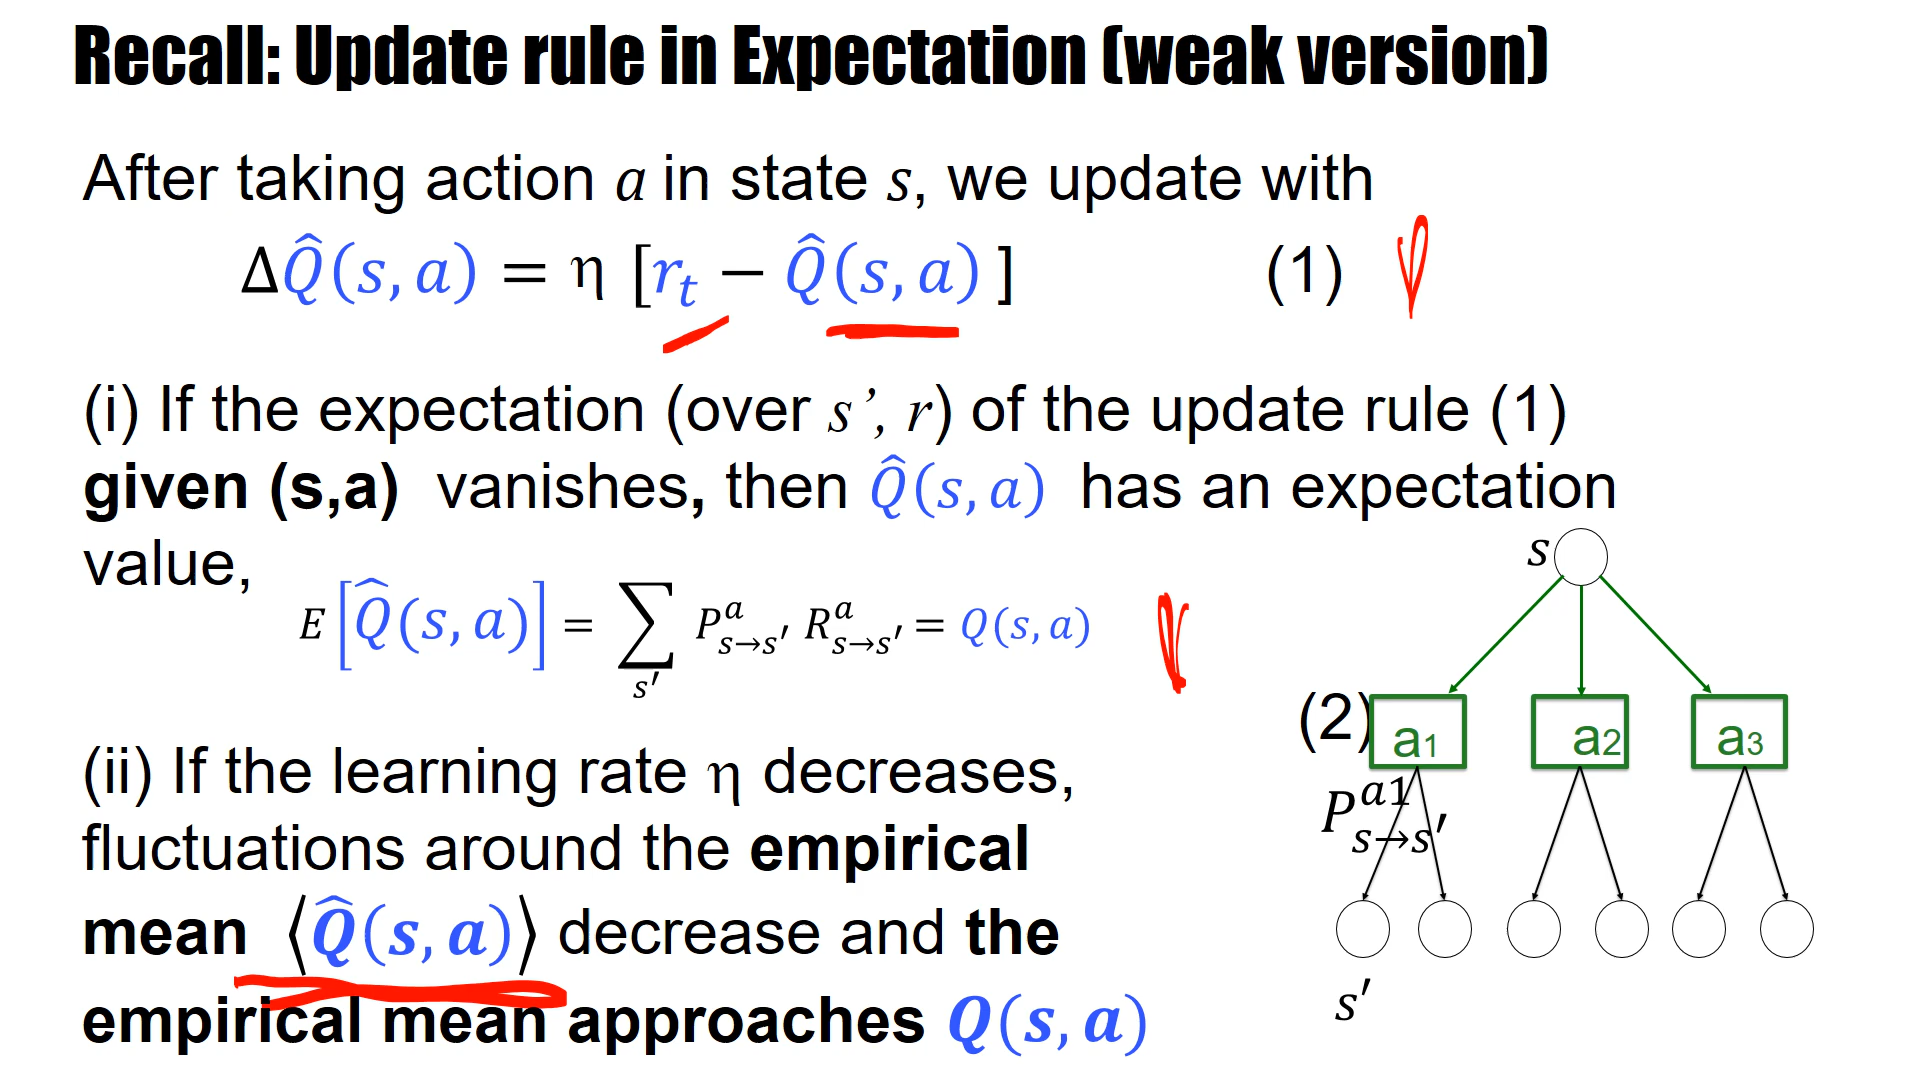 Recall: Update rule in Expectation (weak version)
After taking action a in state s, we update with
ΔQ̂(s, a) = η [r_t − Q̂(s, a) ] (1)
(i) If the expectation (over s’, r) of the update rule (1)
given (s,a) vanishes, then Q̂(s, a) has an expectation
value,
E[Q̂(s, a)] = ∑_{s′} P^a_{s→s′} R^a_{s→s′} = Q(s, a)
(2)
(ii) If the learning rate η decreases,
fluctuations around the empirical
mean ⟨Q̂(s, a)⟩ decrease and the
empirical mean approaches Q(s, a)
s
a1 a2 a3
P^{a1}_{s→s′}
s′